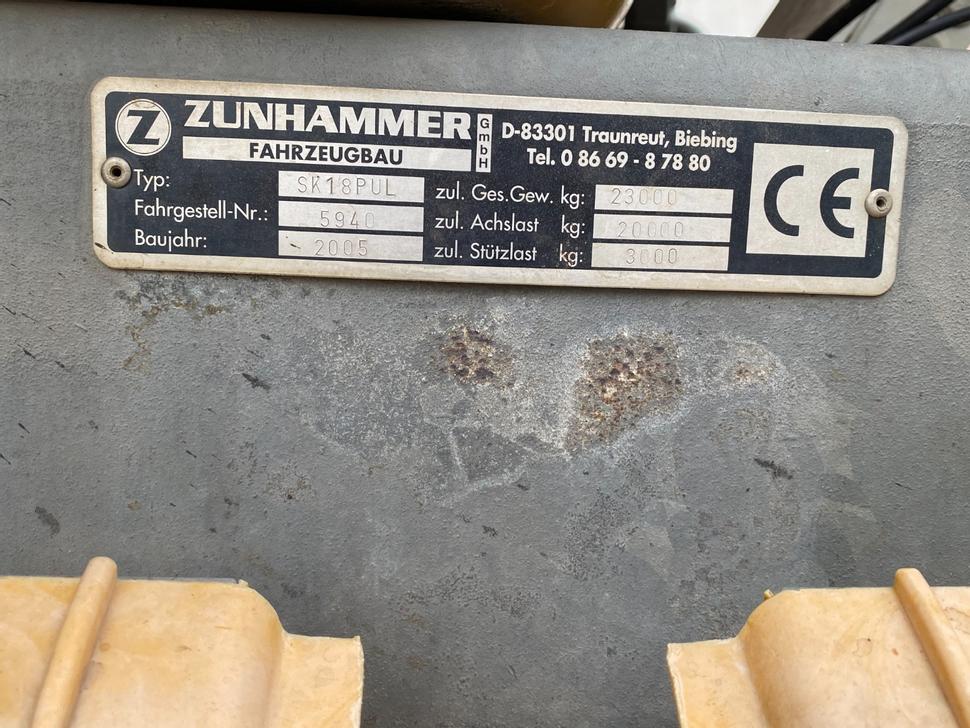 Z ZUNHAMMER GmbH
FAHRZEUGBAU
D-83301 Traunreut, Biebing
Tel. 0 86 69 - 8 78 80
Typ: SK18PUL
Fahrgestell-Nr.: 5940
Baujahr: 2005
zul. Ges.Gew. kg: 23000
zul. Achslast kg: 20000
zul. Stützlast kg: 3000
CE